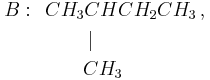 B : CH₃CHCH₂CH₃ ,
|
CH₃